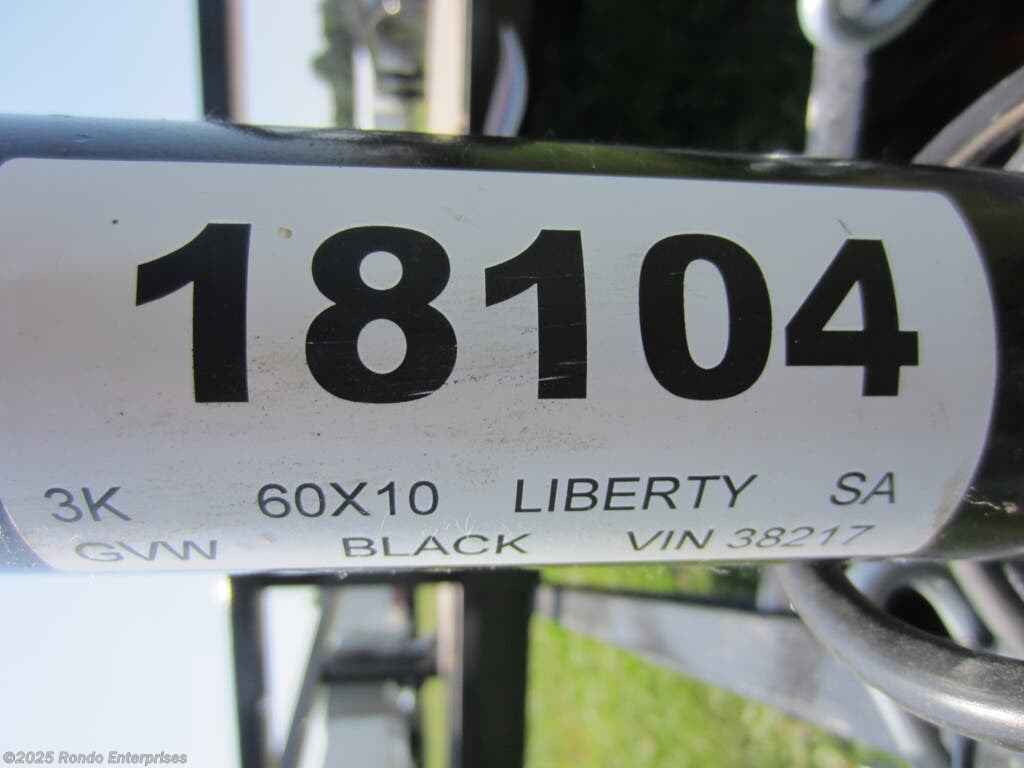 18104
3K 60X10 LIBERTY SA
GVW BLACK VIN 38217
©2025 Rondo Enterprises